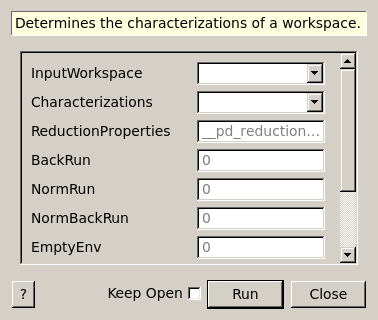 Determines the characterizations of a workspace.
InputWorkspace
Characterizations
ReductionProperties __pd_reduction...
BackRun 0
NormRun 0
NormBackRun 0
EmptyEnv 0
? Keep Open Run Close